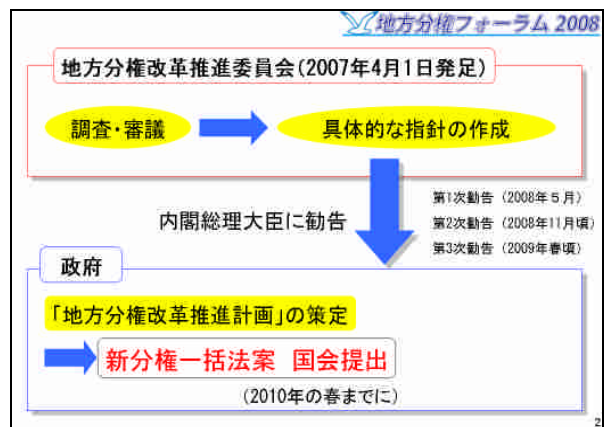 地方分権フォーラム 2008
地方分権改革推進委員会(2007年4月1日発足)
調査・審議
具体的な指針の作成
内閣総理大臣に勧告
第1次勧告 (2008年5月)
第2次勧告 (2008年11月頃)
第3次勧告 (2009年春頃)
政府
「地方分権改革推進計画」の策定
新分権一括法案 国会提出
(2010年の春までに)
2